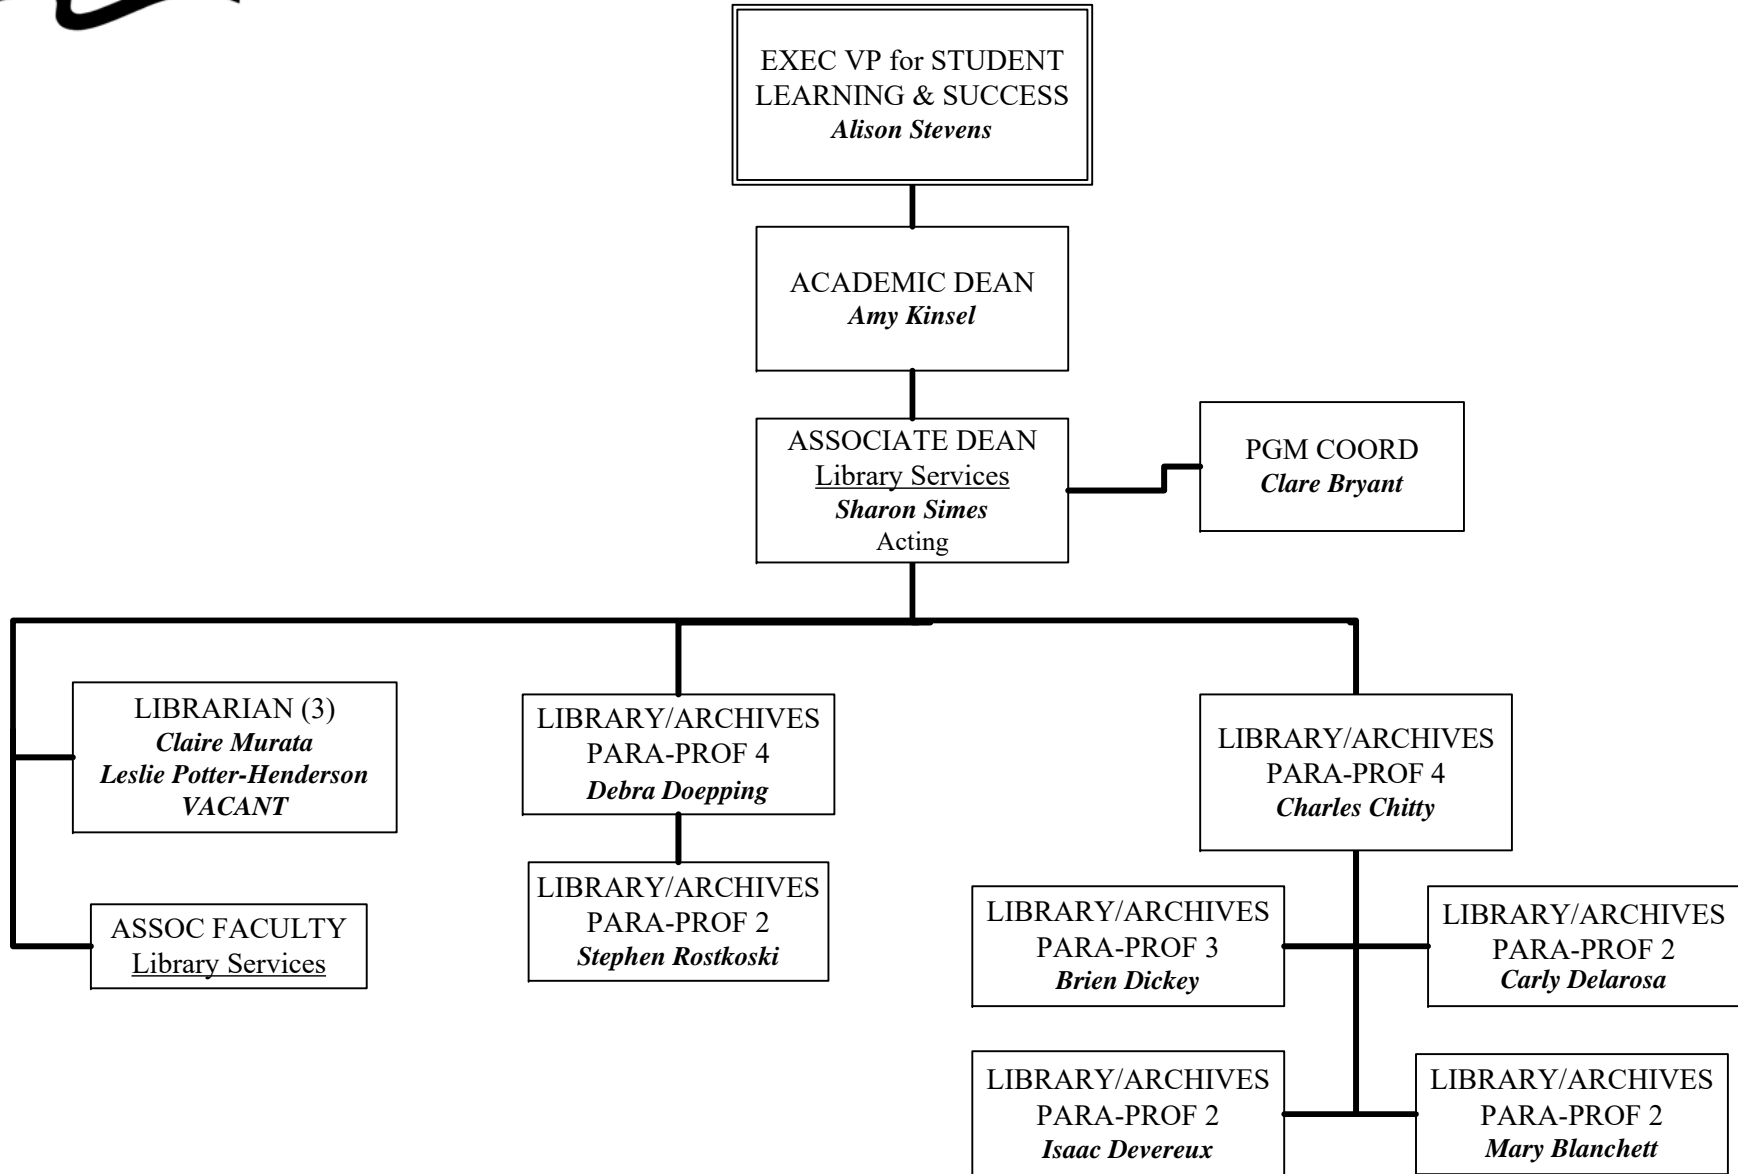 EXEC VP for STUDENT
LEARNING & SUCCESS
Alison Stevens
ACADEMIC DEAN
Amy Kinsel
ASSOCIATE DEAN
Library Services
Sharon Simes
Acting
PGM COORD
Clare Bryant
LIBRARIAN (3)
Claire Murata
Leslie Potter-Henderson
VACANT
ASSOC FACULTY
Library Services
LIBRARY/ARCHIVES
PARA-PROF 4
Debra Doepping
LIBRARY/ARCHIVES
PARA-PROF 2
Stephen Rostkoski
LIBRARY/ARCHIVES
PARA-PROF 4
Charles Chitty
LIBRARY/ARCHIVES
PARA-PROF 3
Brien Dickey
LIBRARY/ARCHIVES
PARA-PROF 2
Carly Delarosa
LIBRARY/ARCHIVES
PARA-PROF 2
Isaac Devereux
LIBRARY/ARCHIVES
PARA-PROF 2
Mary Blanchett